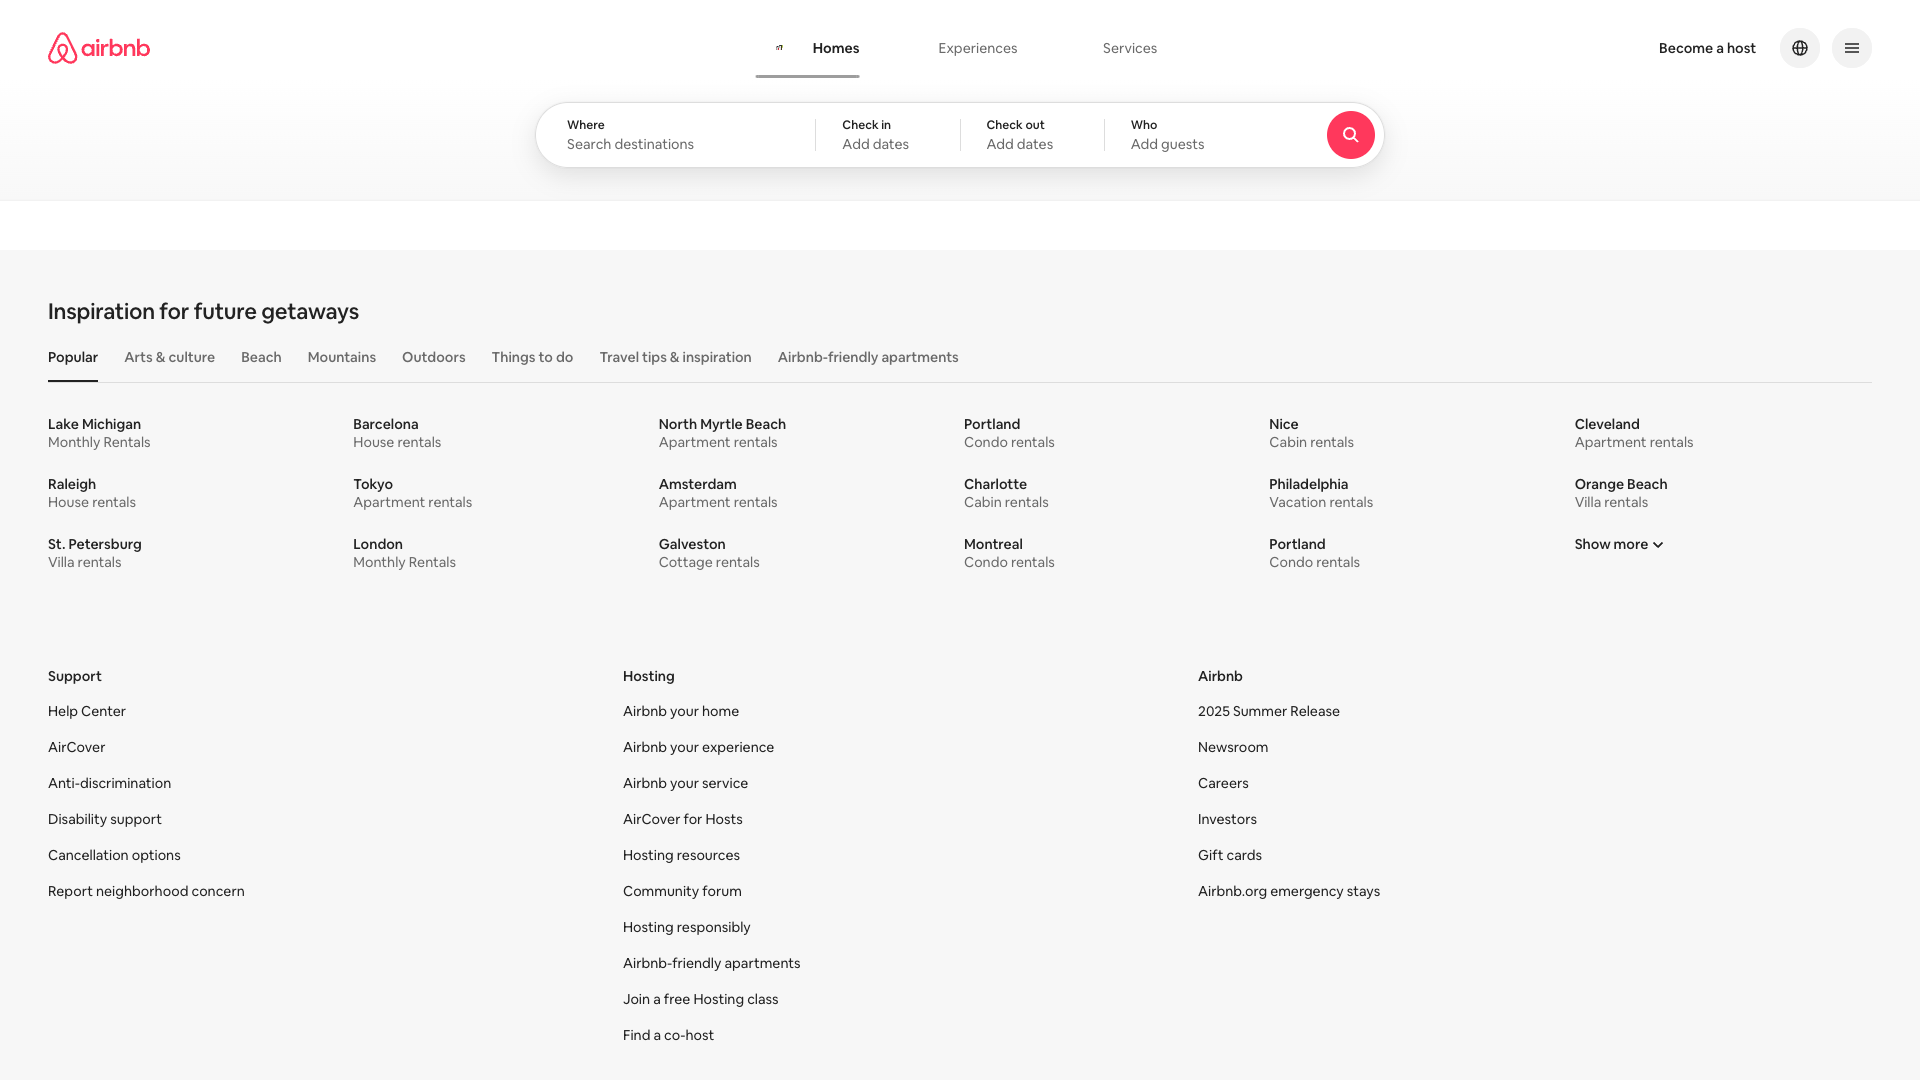 airbnb
Homes
Experiences
Services
Become a host
Where
Search destinations
Check in
Add dates
Check out
Add dates
Who
Add guests
Inspiration for future getaways
Popular
Arts & culture
Beach
Mountains
Outdoors
Things to do
Travel tips & inspiration
Airbnb-friendly apartments
Lake Michigan
Monthly Rentals
Barcelona
House rentals
North Myrtle Beach
Apartment rentals
Portland
Condo rentals
Nice
Cabin rentals
Cleveland
Apartment rentals
Raleigh
House rentals
Tokyo
Apartment rentals
Amsterdam
Apartment rentals
Charlotte
Cabin rentals
Philadelphia
Vacation rentals
Orange Beach
Villa rentals
St. Petersburg
Villa rentals
London
Monthly Rentals
Galveston
Cottage rentals
Montreal
Condo rentals
Portland
Condo rentals
Show more
Support
Help Center
AirCover
Anti-discrimination
Disability support
Cancellation options
Report neighborhood concern
Hosting
Airbnb your home
Airbnb your experience
Airbnb your service
AirCover for Hosts
Hosting resources
Community forum
Hosting responsibly
Airbnb-friendly apartments
Join a free Hosting class
Find a co-host
Airbnb
2025 Summer Release
Newsroom
Careers
Investors
Gift cards
Airbnb.org emergency stays